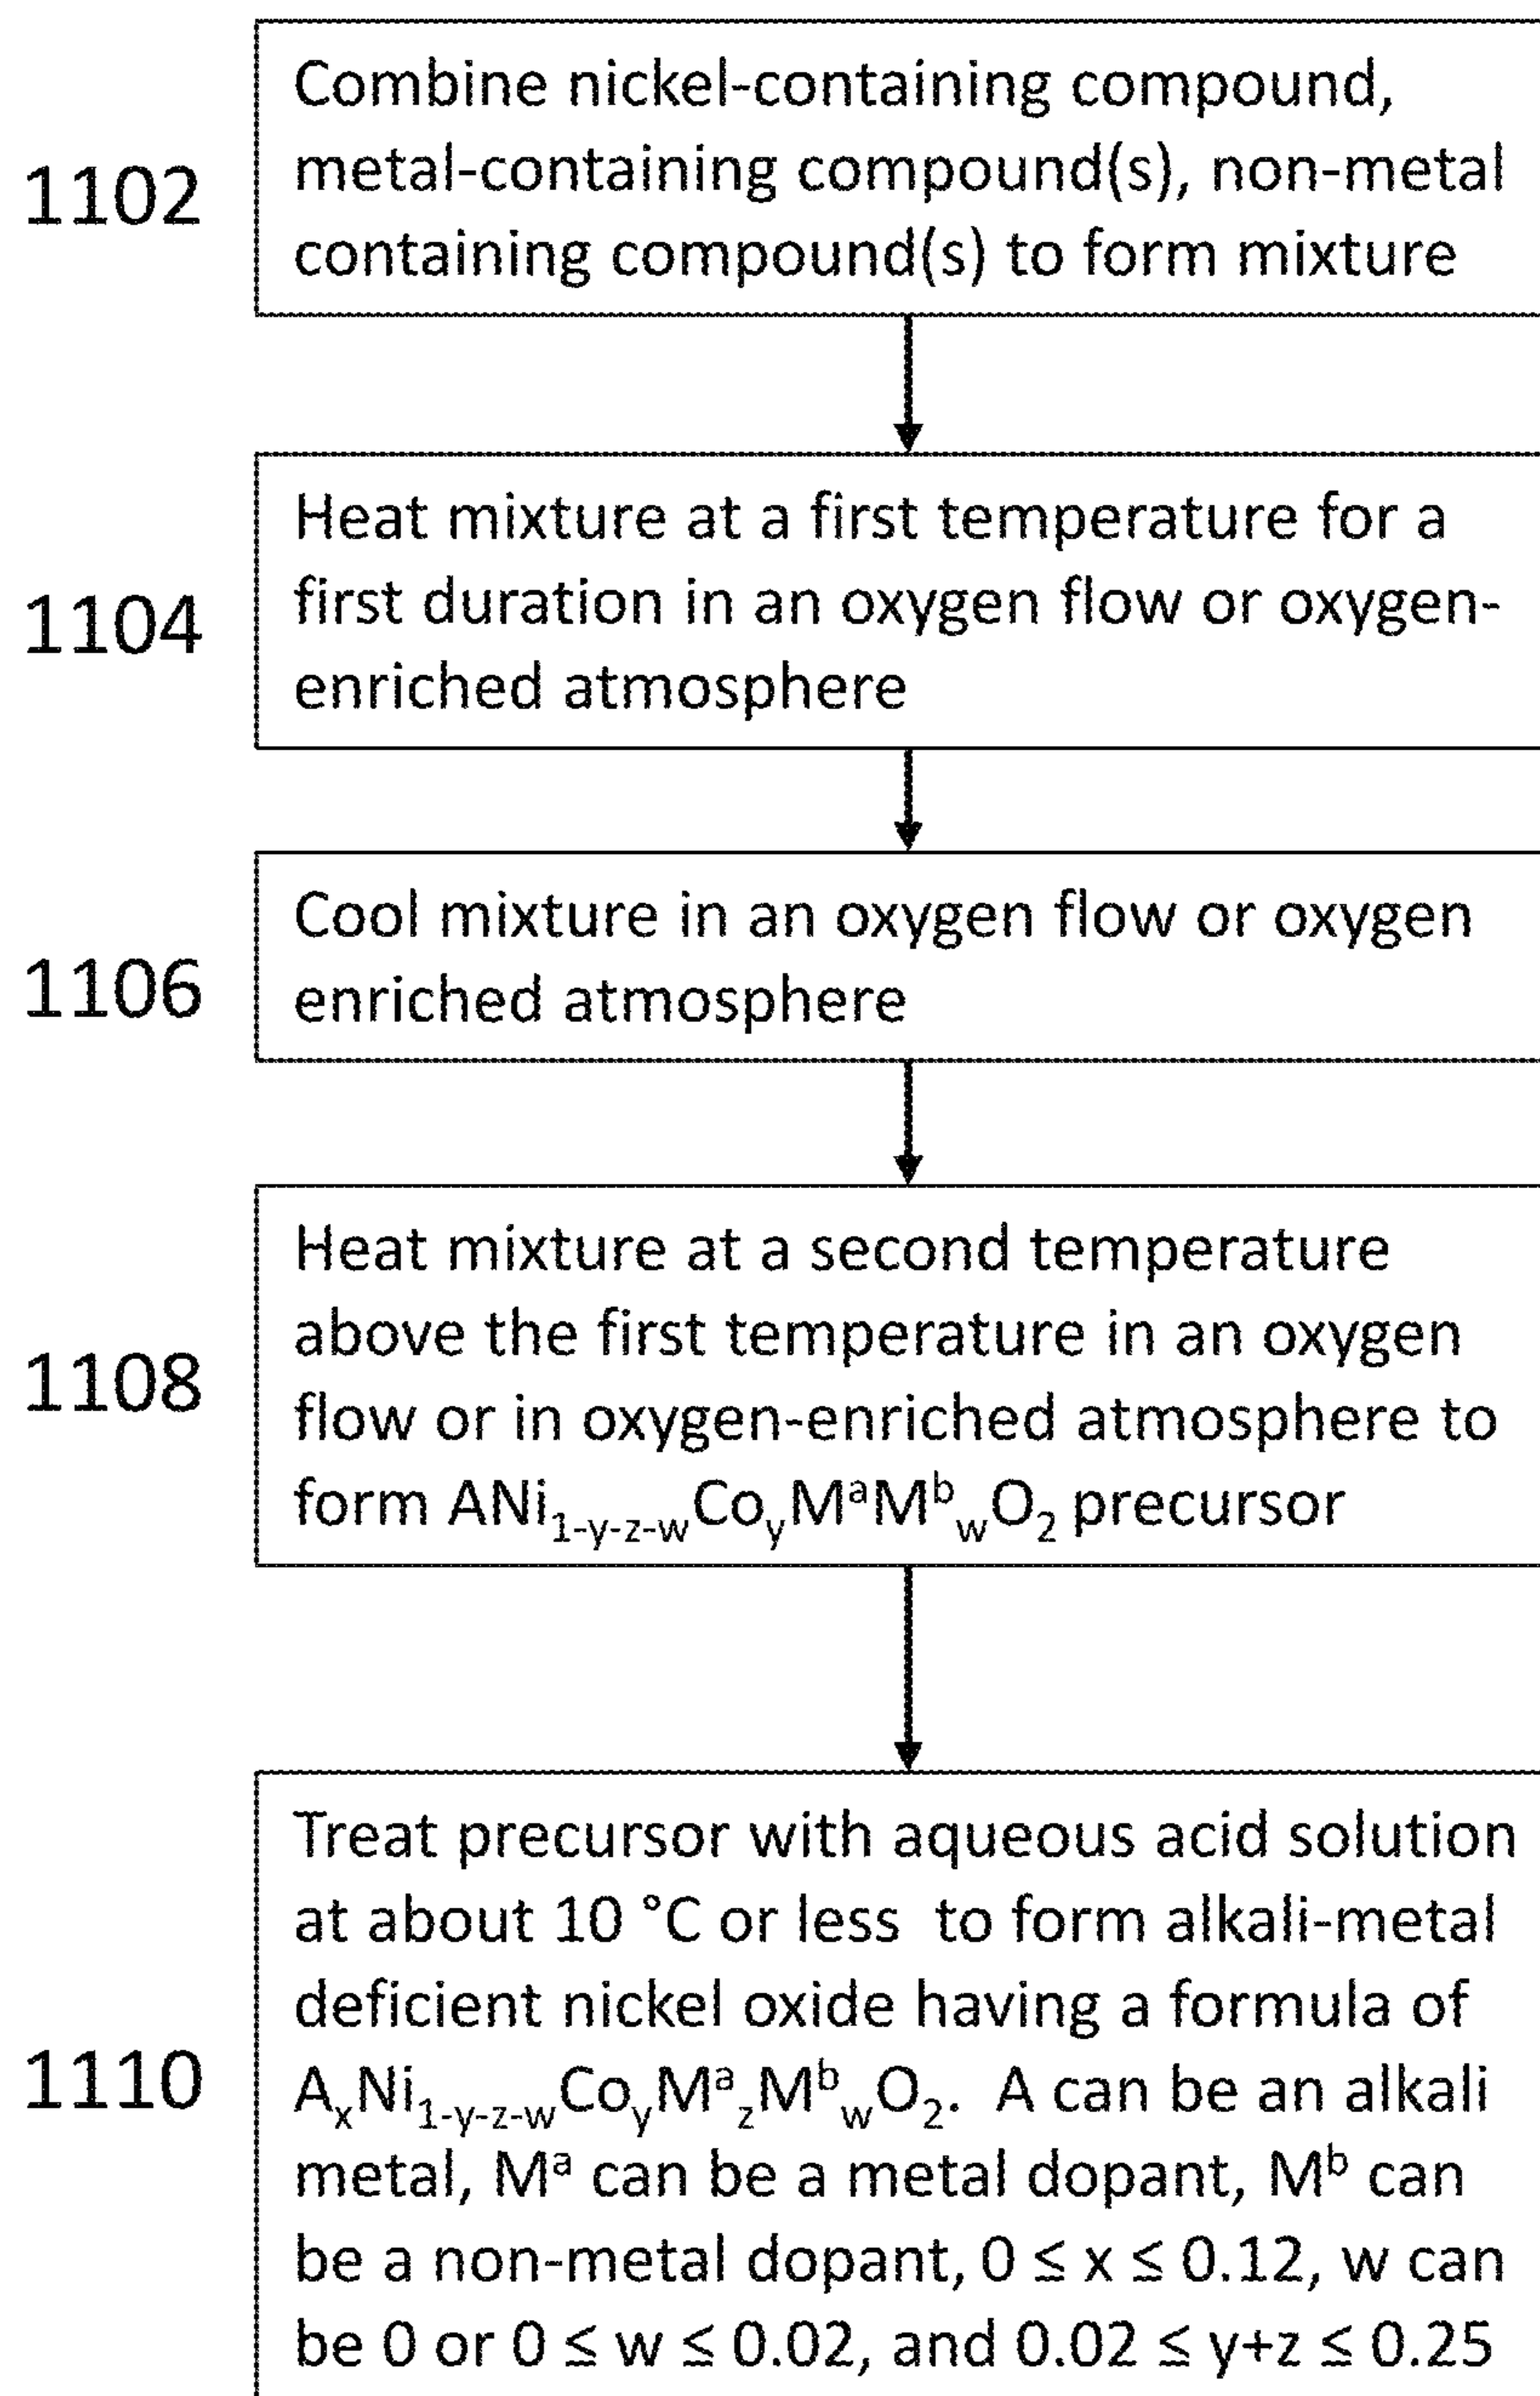 1102
Combine nickel-containing compound,
metal-containing compound(s), non-metal
containing compound(s) to form mixture
1104
Heat mixture at a first temperature for a
first duration in an oxygen flow or oxygen-
enriched atmosphere
1106
Cool mixture in an oxygen flow or oxygen
enriched atmosphere
1108
Heat mixture at a second temperature
above the first temperature in an oxygen
flow or in oxygen-enriched atmosphere to
form ANi₁₋y₋z₋wCoyMᵃMᵇwO₂ precursor
1110
Treat precursor with aqueous acid solution
at about 10 °C or less to form alkali-metal
deficient nickel oxide having a formula of
AₓNi₁₋y₋z₋wCoyMᵃzMᵇwO₂. A can be an alkali
metal, Mᵃ can be a metal dopant, Mᵇ can
be a non-metal dopant, 0 ≤ x ≤ 0.12, w can
be 0 or 0 ≤ w ≤ 0.02, and 0.02 ≤ y+z ≤ 0.25